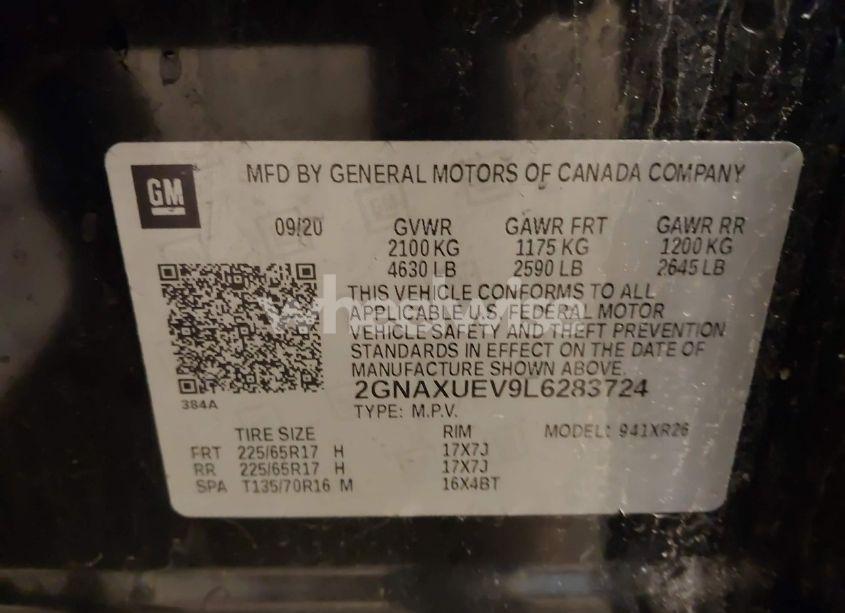 GM
MFD BY GENERAL MOTORS OF CANADA COMPANY
09/20 GVWR GAWR FRT GAWR RR
2100 KG 1175 KG 1200 KG
4630 LB 2590 LB 2645 LB
THIS VEHICLE CONFORMS TO ALL
APPLICABLE U.S. FEDERAL MOTOR
VEHICLE SAFETY AND THEFT PREVENTION
STANDARDS IN EFFECT ON THE DATE OF
MANUFACTURE SHOWN ABOVE.
2GNAXUEV9L6283724
384A
TYPE: M.P.V.
TIRE SIZE RIM MODEL: 941XR26
FRT 225/65R17 H 17X7J
RR 225/65R17 H 17X7J
SPA T135/70R16 M 16X4BT